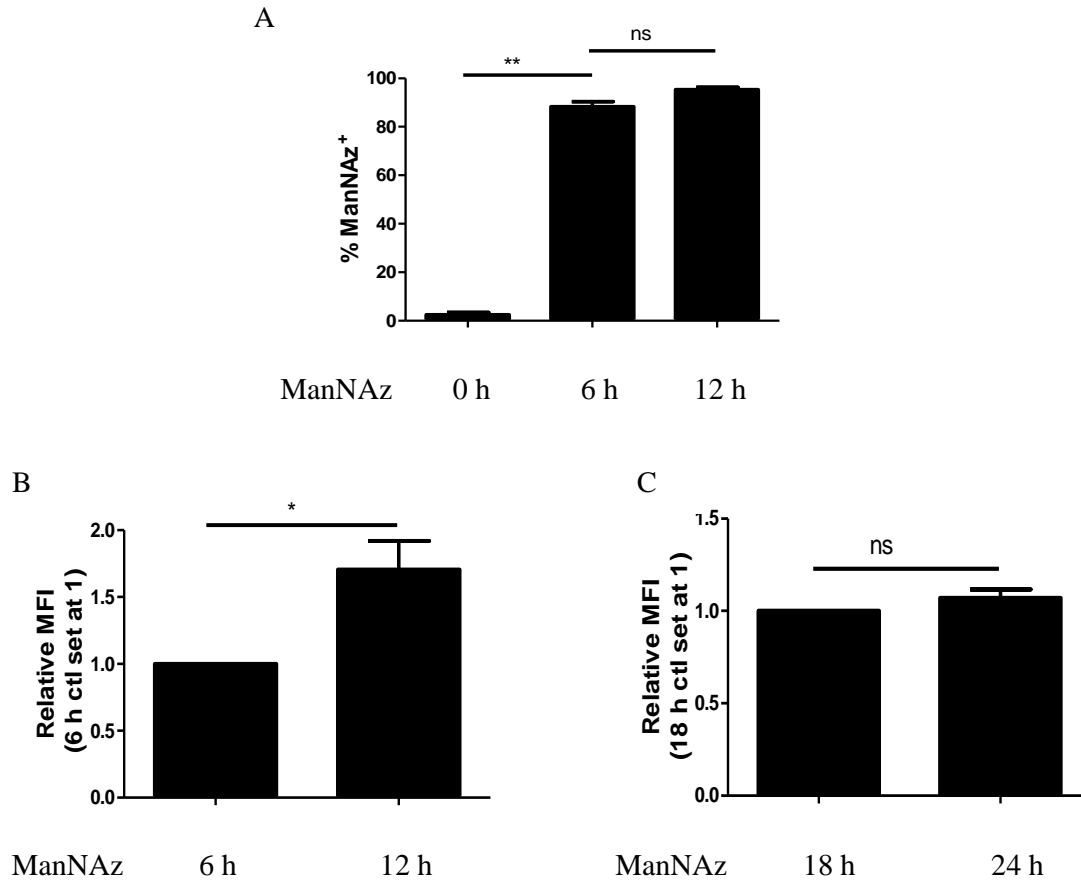 A
ns
**
100
80
60
40
20
0
% ManNAz+
ManNAz 0 h 6 h 12 h
B
*
2.0
1.5
1.0
0.5
0.0
Relative MFI
(6 h ctl set at 1)
ManNAz 6 h 12 h
C
ns
1.5
1.0
0.5
0.0
Relative MFI
(18 h ctl set at 1)
ManNAz 18 h 24 h